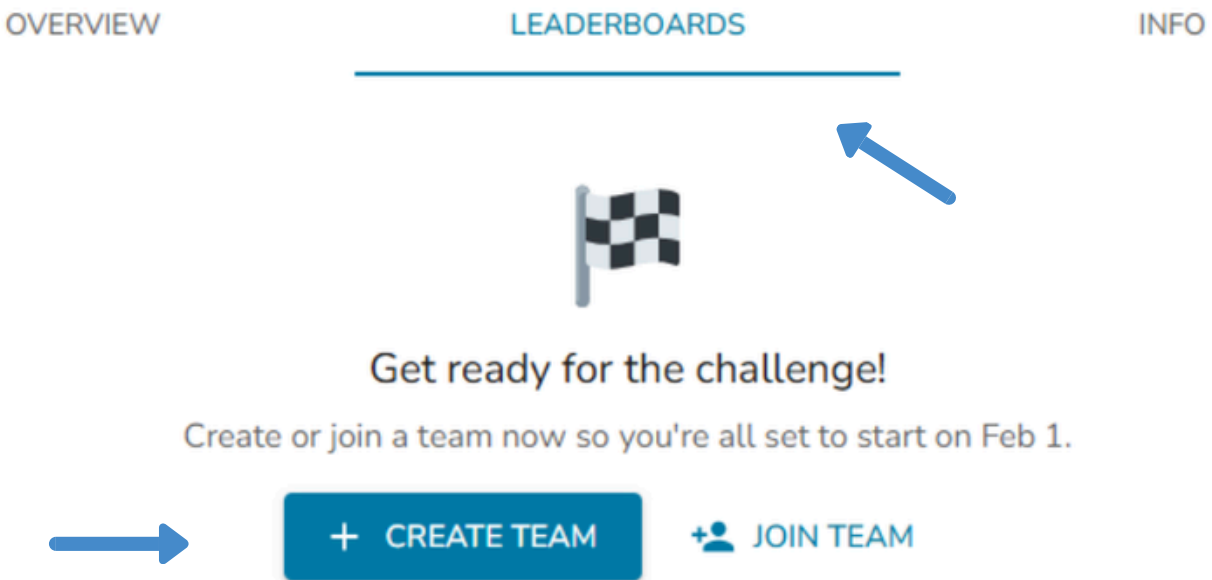 OVERVIEW LEADERBOARDS INFO
Get ready for the challenge!
Create or join a team now so you're all set to start on Feb 1.
+ CREATE TEAM JOIN TEAM